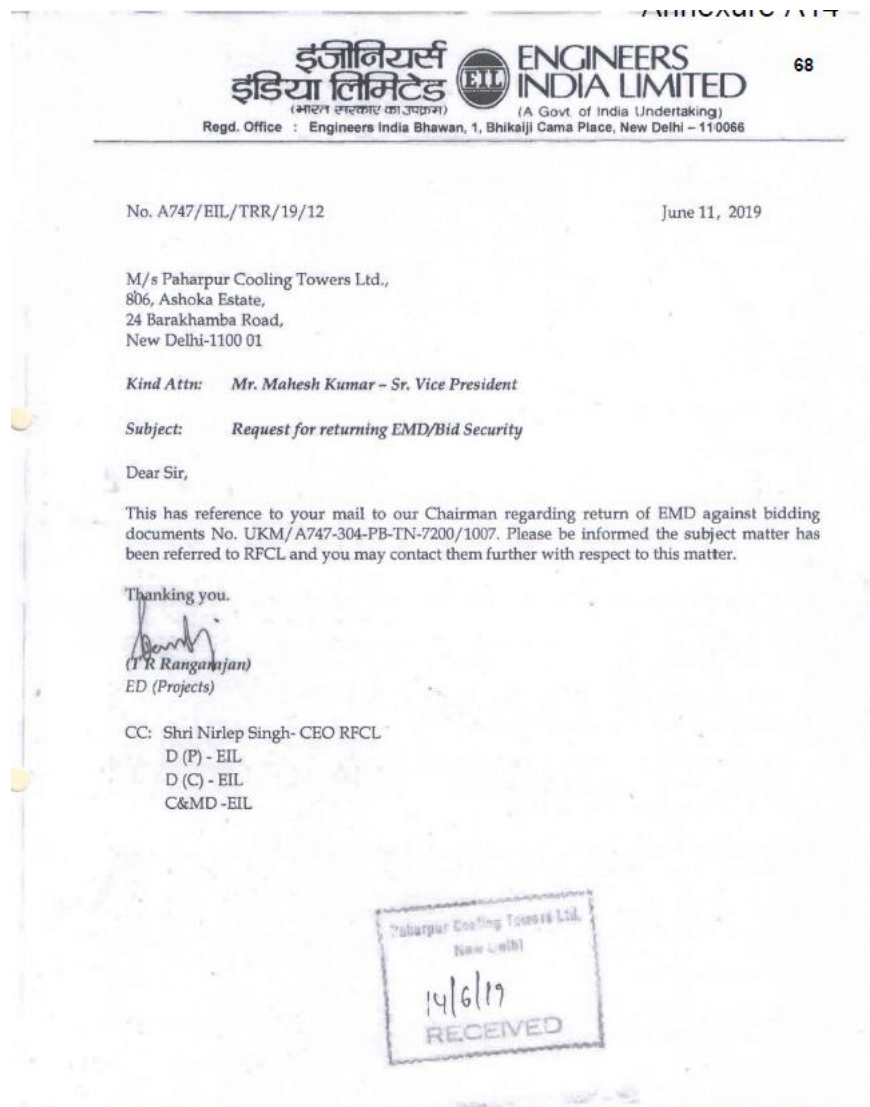 Annexure A14
68
इंजीनियर्स
इंडिया लिमिटेड
(भारत सरकार का उपक्रम)
EIL
ENGINEERS
INDIA LIMITED
(A Govt. of India Undertaking)
Regd. Office : Engineers India Bhawan, 1, Bhikaiji Cama Place, New Delhi – 110066
No. A747/EIL/TRR/19/12 June 11, 2019
M/s Paharpur Cooling Towers Ltd.,
806, Ashoka Estate,
24 Barakhamba Road,
New Delhi-1100 01
Kind Attn: Mr. Mahesh Kumar – Sr. Vice President
Subject: Request for returning EMD/Bid Security
Dear Sir,
This has reference to your mail to our Chairman regarding return of EMD against bidding
documents No. UKM/A747-304-PB-TN-7200/1007. Please be informed the subject matter has
been referred to RFCL and you may contact them further with respect to this matter.
Thanking you.
(T R Rangarajan)
ED (Projects)
CC: Shri Nirlep Singh- CEO RFCL
D (P) - EIL
D (C) - EIL
C&MD -EIL
Paharpur Cooling Towers Ltd.
New Delhi
14/6/19
RECEIVED